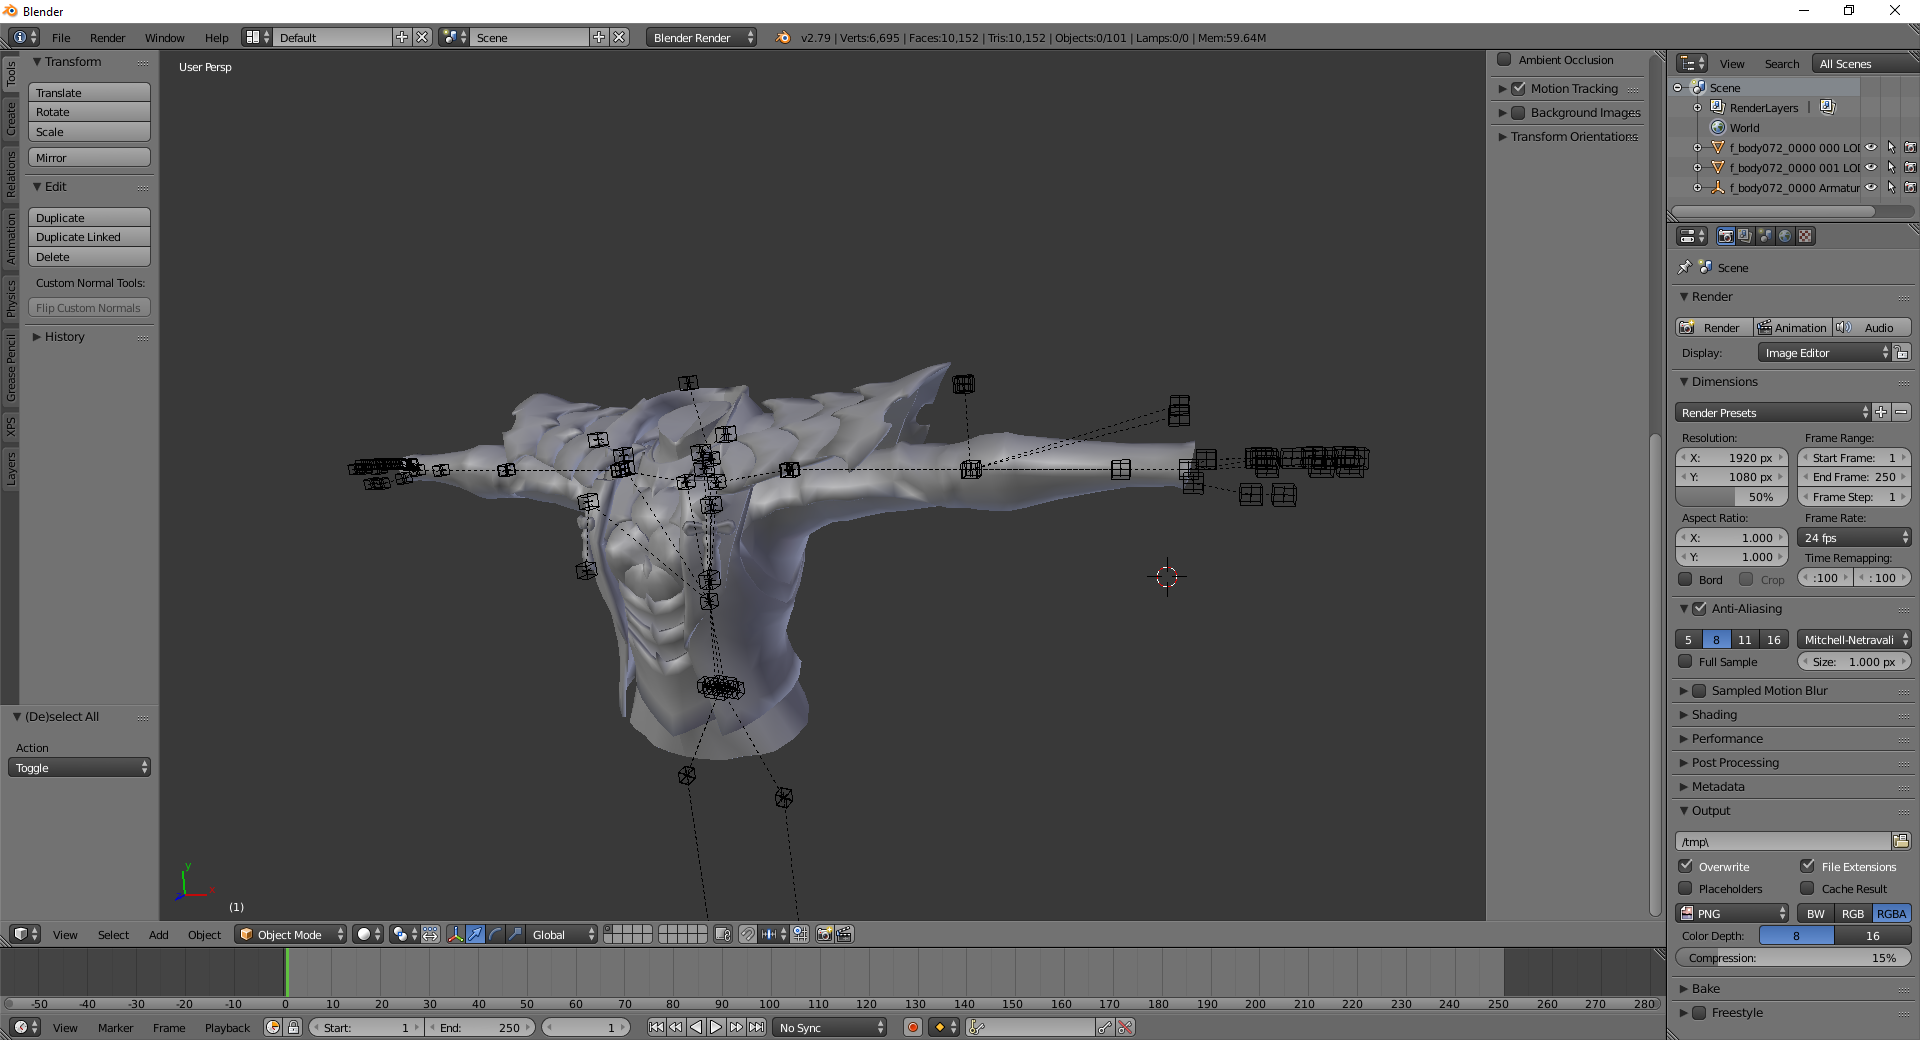 Blender
File Render Window Help Default Scene Blender Render v2.79 | Verts:6,695 | Faces:10,152 | Tris:10,152 | Objects:0/101 | Lamps:0/0 | Mem:59.64M
Tools
Create
Relations
Animation
Physics
Grease Pencil
XPS
Layers
Transform
Translate
Rotate
Scale
Mirror
Edit
Duplicate
Duplicate Linked
Delete
Custom Normal Tools:
Flip Custom Normals
History
(De)select All
Action
Toggle
User Persp
y
x
(1)
Ambient Occlusion
Motion Tracking
Background Images
Transform Orientations
View Search All Scenes
Scene
RenderLayers |
World
f_body072_0000 000 LOD
f_body072_0000 001 LOD
f_body072_0000 Armatur
Scene
Render
Render Animation Audio
Display: Image Editor
Dimensions
Render Presets
Resolution: Frame Range:
X: 1920 px Start Frame: 1
Y: 1080 px End Frame: 250
50% Frame Step: 1
Aspect Ratio: Frame Rate:
X: 1.000 24 fps
Y: 1.000 Time Remapping:
Bord Crop :100 : 100
Anti-Aliasing
5 8 11 16 Mitchell-Netravali
Full Sample Size: 1.000 px
Sampled Motion Blur
Shading
Performance
Post Processing
Metadata
Output
/tmp\
Overwrite File Extensions
Placeholders Cache Result
PNG BW RGB RGBA
Color Depth: 8 16
Compression: 15%
Bake
Freestyle
View Select Add Object Object Mode Global
-50 -40 -30 -20 -10 0 10 20 30 40 50 60 70 80 90 100 110 120 130 140 150 160 170 180 190 200 210 220 230 240 250 260 270 280
View Marker Frame Playback Start: 1 End: 250 1 No Sync